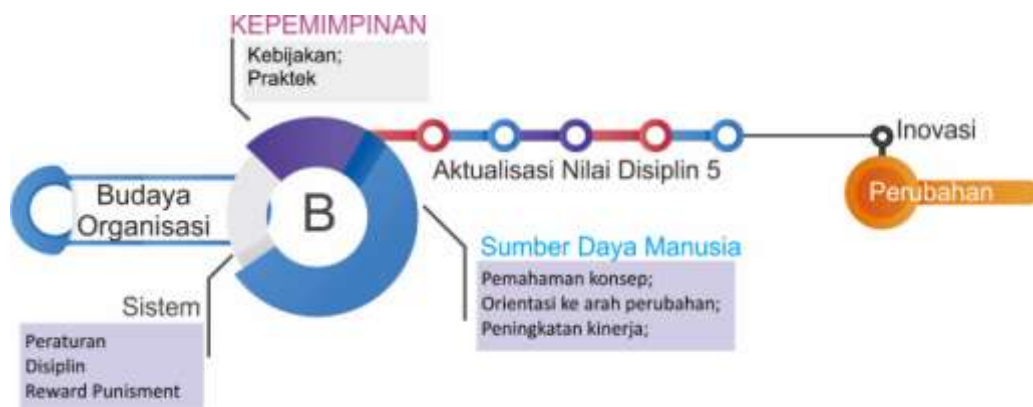 KEPEMIMPINAN
Kebijakan;
Praktek
Inovasi
Aktualisasi Nilai Disiplin 5
Perubahan
Budaya
Organisasi
B
Sumber Daya Manusia
Pemahaman konsep;
Orientasi ke arah perubahan;
Peningkatan kinerja;
Sistem
Peraturan
Disiplin
Reward Punisment